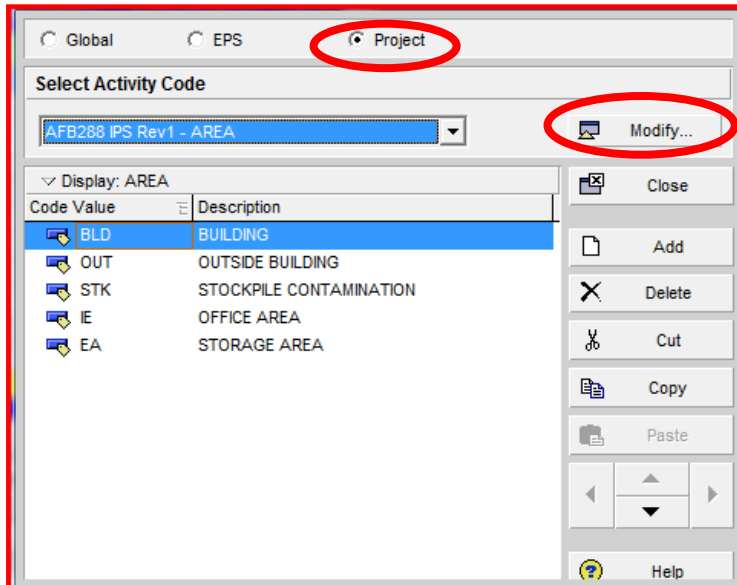 Global EPS Project
Select Activity Code
AFB288 IPS Rev1 - AREA Modify...
Display: AREA Close
Code Value Description
BLD BUILDING Add
OUT OUTSIDE BUILDING
STK STOCKPILE CONTAMINATION Delete
IE OFFICE AREA
EA STORAGE AREA Cut
Copy
Paste
Help